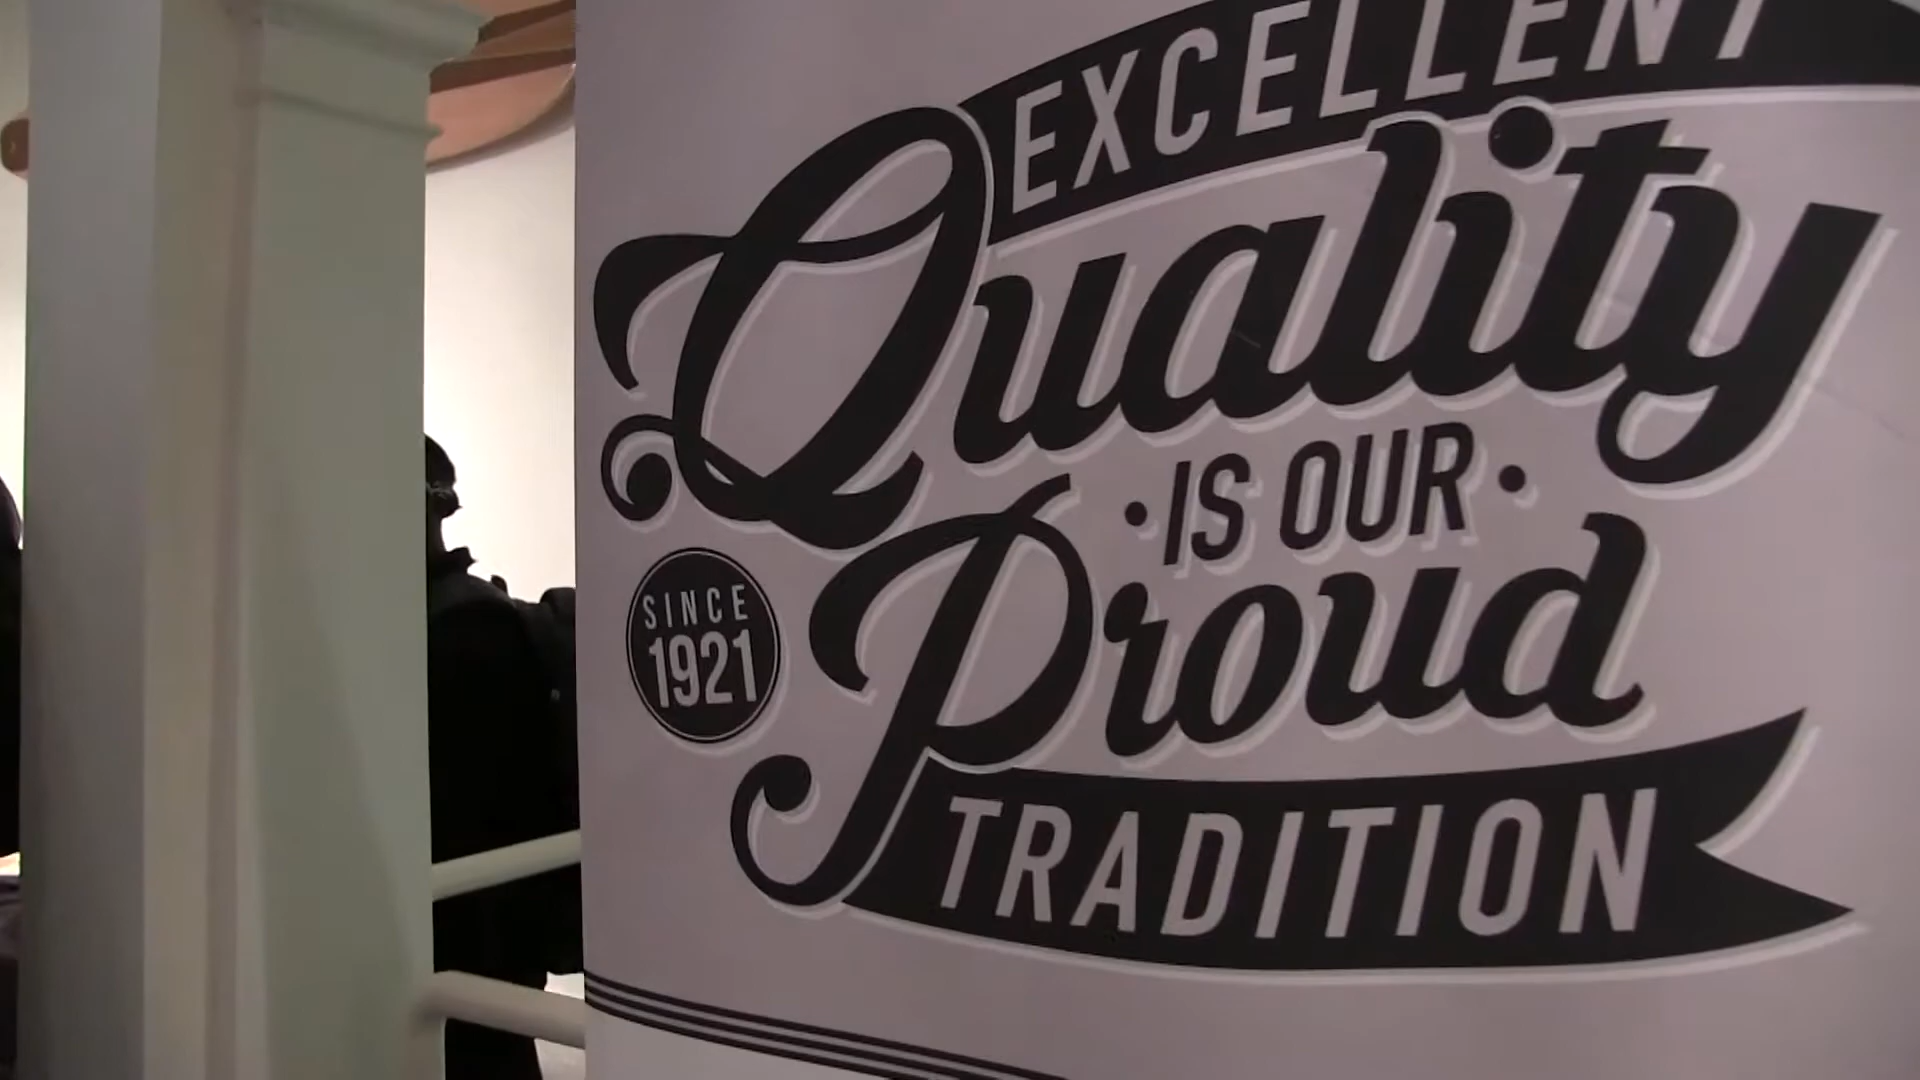 EXCELLENT
Quality
· IS OUR ·
Proud
SINCE
1921
TRADITION